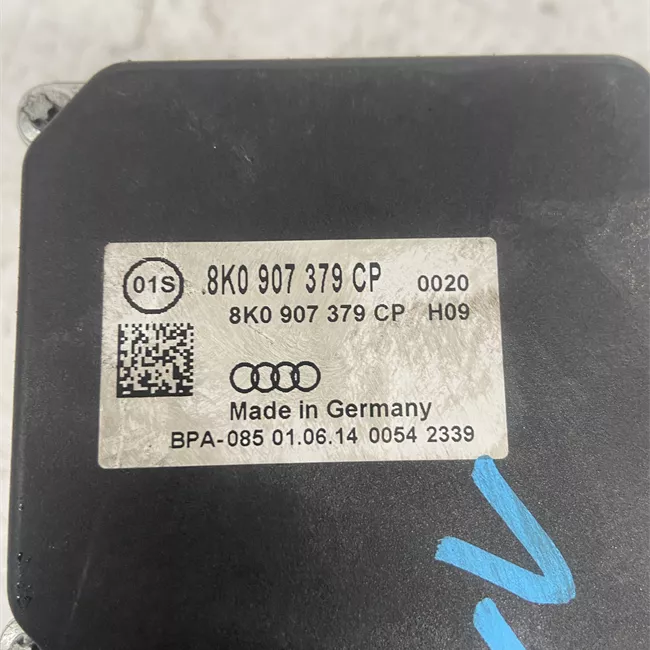 01S .8K0 907 379 CP 0020
8K0 907 379 CP H09
Made in Germany
BPA-085 01.06.14 0054 2339